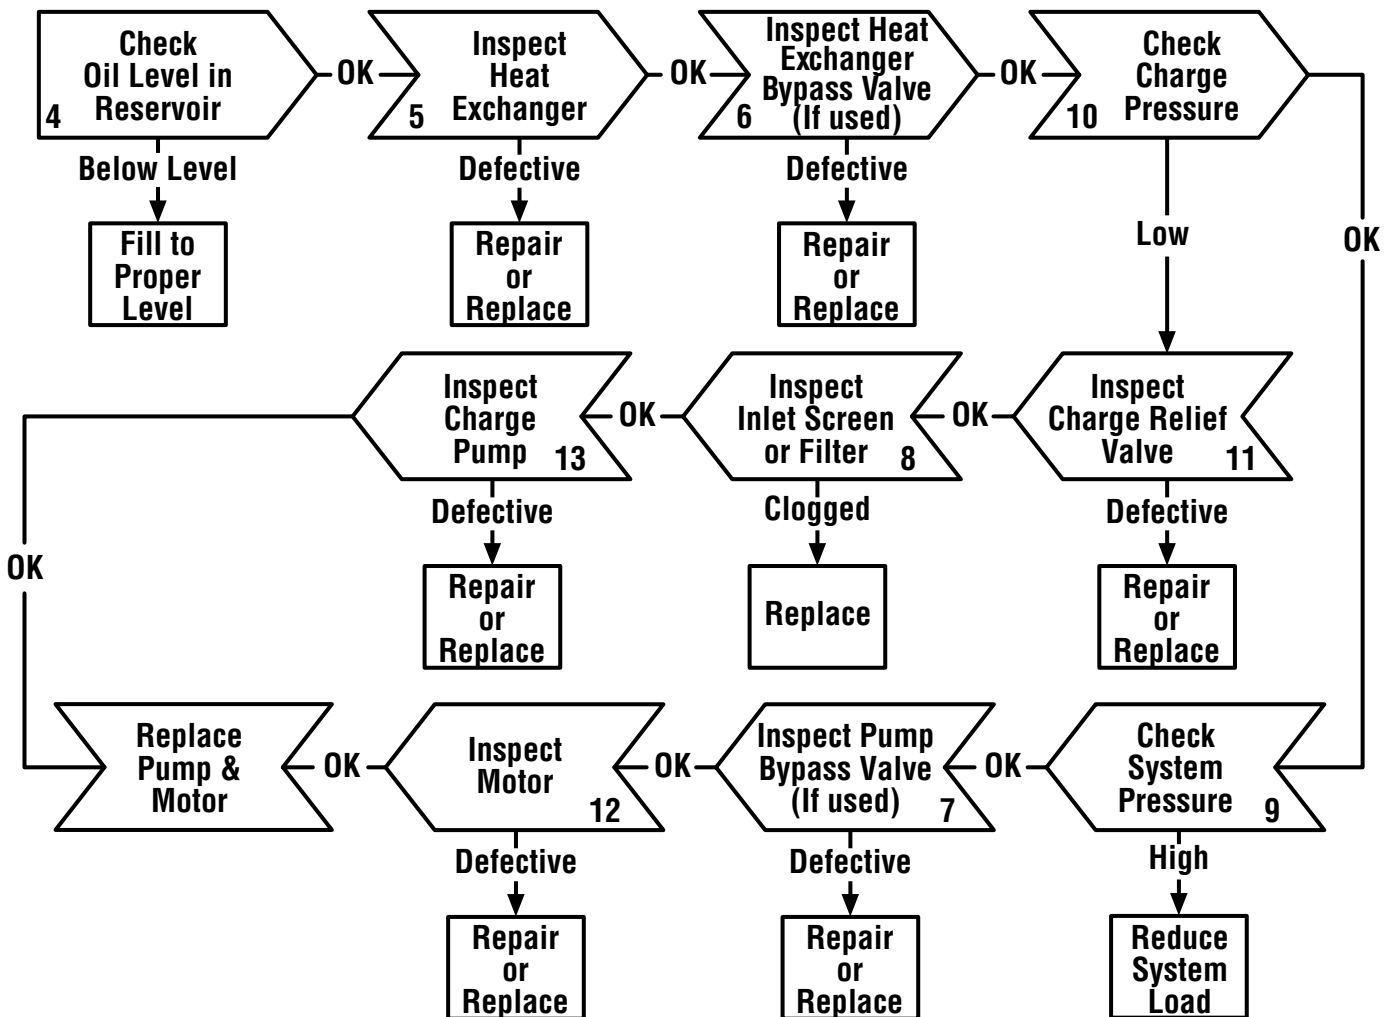 Check
Oil Level in
Reservoir
4
OK
Inspect
Heat
Exchanger
5
OK
Inspect Heat
Exchanger
Bypass Valve
(If used)
6
OK
Check
Charge
Pressure
10
Below Level
Defective
Defective
Low
OK
Fill to
Proper
Level
Repair
or
Replace
Repair
or
Replace
Inspect
Charge
Pump
13
OK
Inspect
Inlet Screen
or Filter
8
OK
Inspect
Charge Relief
Valve
11
Defective
Clogged
Defective
OK
Repair
or
Replace
Replace
Repair
or
Replace
Replace
Pump &
Motor
OK
Inspect
Motor
12
OK
Inspect Pump
Bypass Valve
(If used)
7
OK
Check
System
Pressure
9
Defective
Defective
High
Repair
or
Replace
Repair
or
Replace
Reduce
System
Load